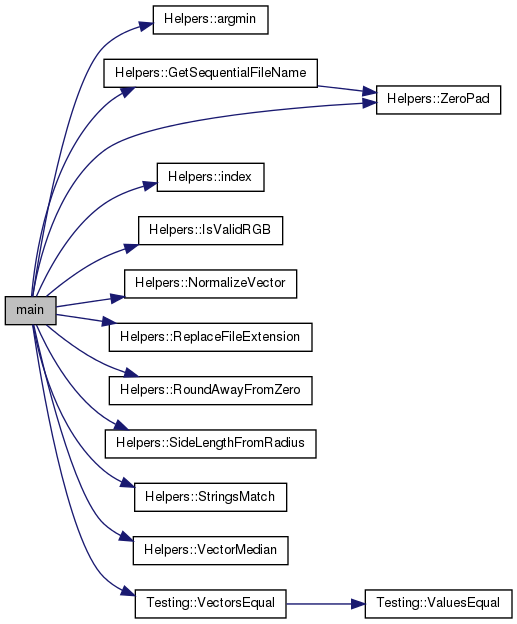 Helpers::argmin
Helpers::GetSequentialFileName
Helpers::ZeroPad
Helpers::index
Helpers::IsValidRGB
Helpers::NormalizeVector
main
Helpers::ReplaceFileExtension
Helpers::RoundAwayFromZero
Helpers::SideLengthFromRadius
Helpers::StringsMatch
Helpers::VectorMedian
Testing::VectorsEqual
Testing::ValuesEqual